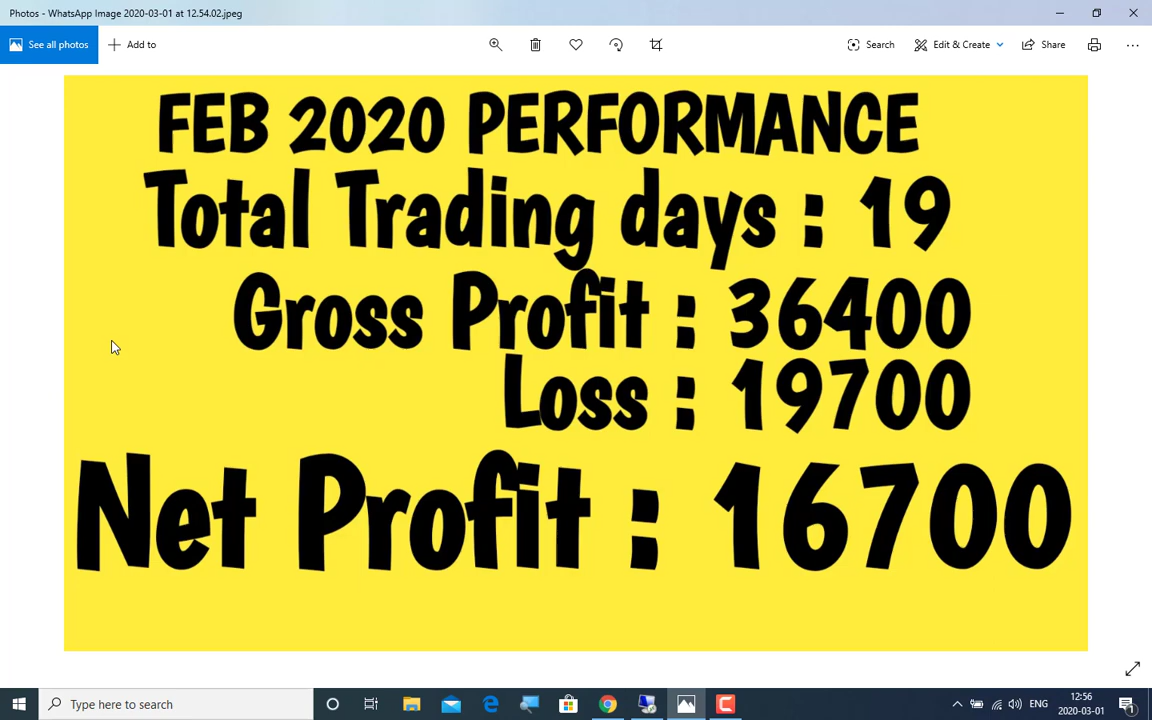 Photos - WhatsApp Image 2020-03-01 at 12.54.02.jpeg
See all photos
Add to
Search
Edit & Create
Share
FEB 2020 PERFORMANCE
Total Trading days : 19
Gross Profit : 36400
Loss : 19700
Net Profit : 16700
Type here to search
ENG
12:56
2020-03-01
1